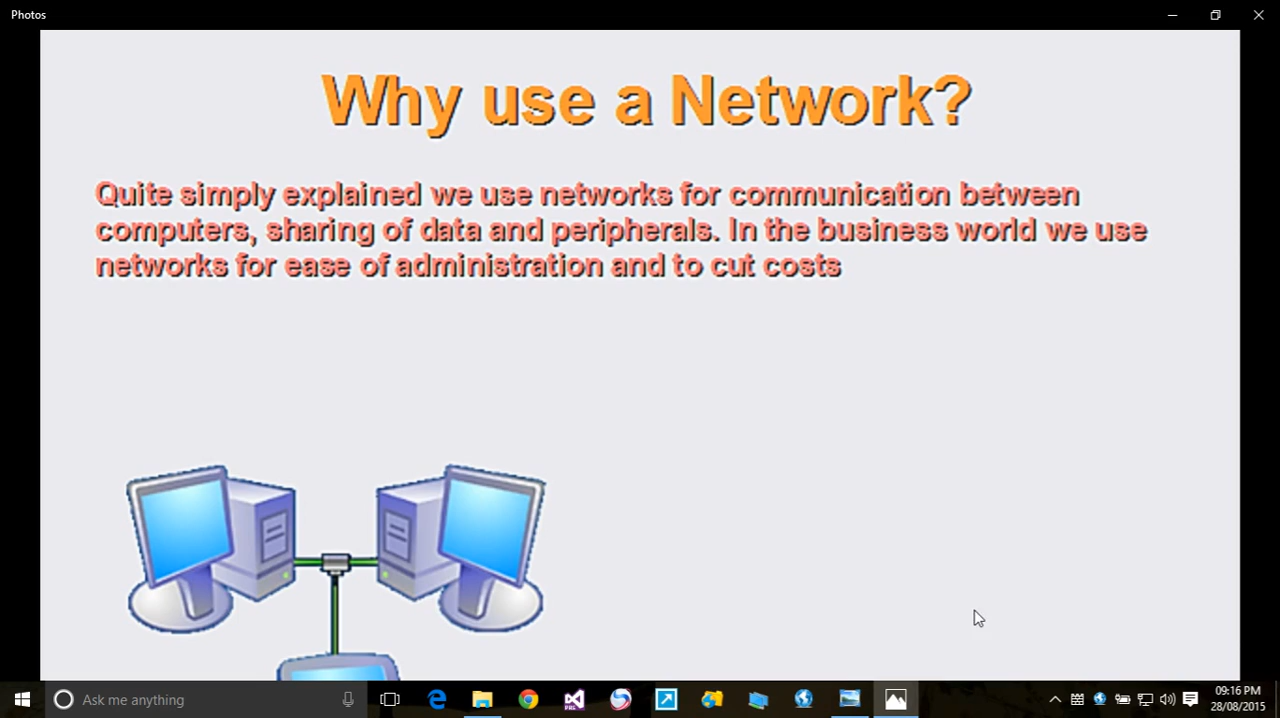 Photos
Why use a Network?
Quite simply explained we use networks for communication between
computers, sharing of data and peripherals. In the business world we use
networks for ease of administration and to cut costs
Ask me anything
09:16 PM
28/08/2015